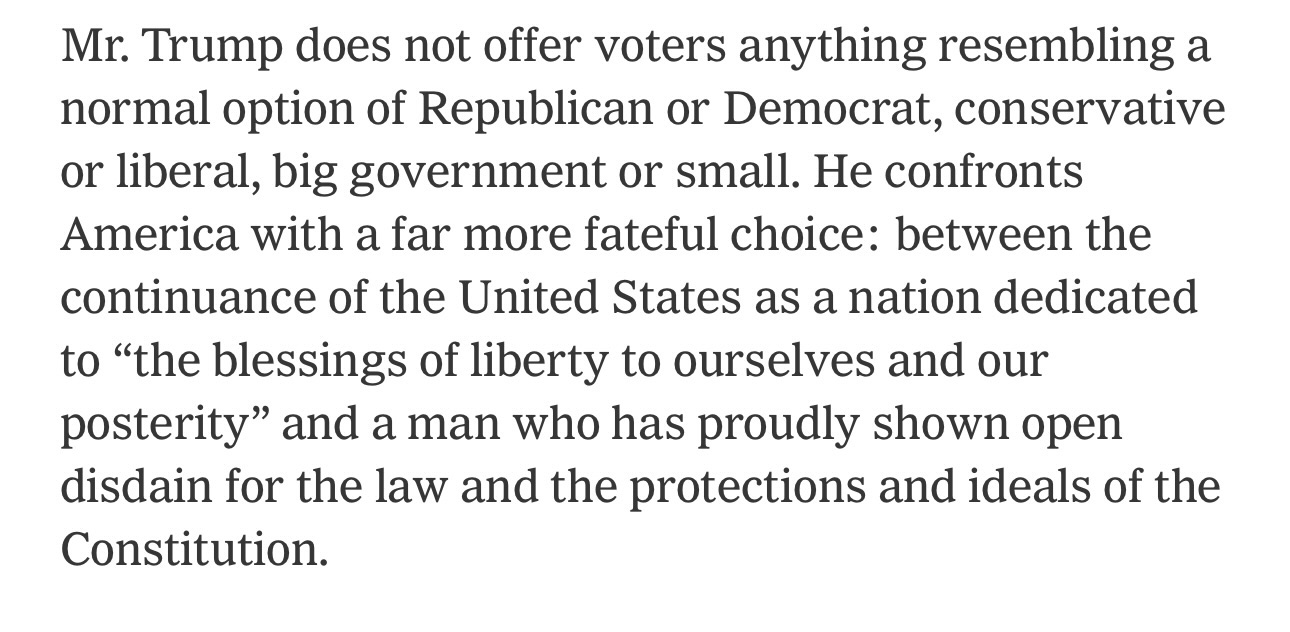 Mr. Trump does not offer voters anything resembling a
normal option of Republican or Democrat, conservative
or liberal, big government or small. He confronts
America with a far more fateful choice: between the
continuance of the United States as a nation dedicated
to “the blessings of liberty to ourselves and our
posterity” and a man who has proudly shown open
disdain for the law and the protections and ideals of the
Constitution.